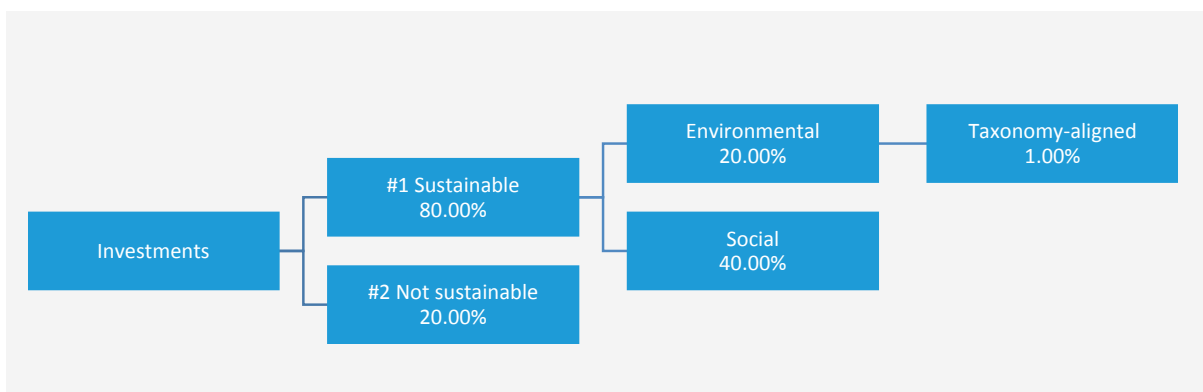 Environmental
20.00%
Taxonomy-aligned
1.00%
#1 Sustainable
80.00%
Social
40.00%
Investments
#2 Not sustainable
20.00%